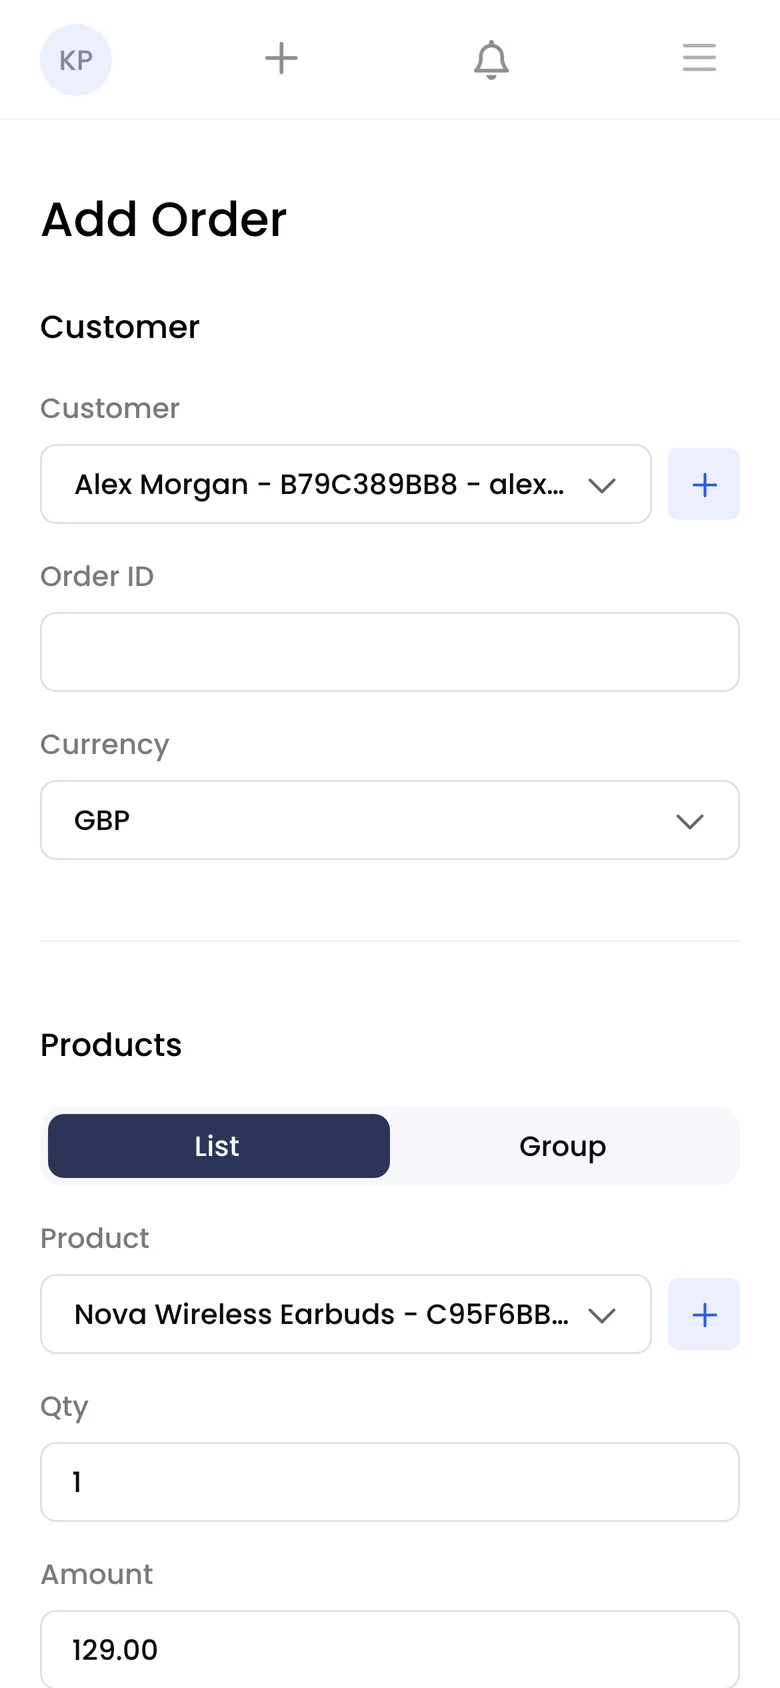 KP
Add Order
Customer
Customer
Alex Morgan - B79C389BB8 - alex...
Order ID
Currency
GBP
Products
List
Group
Product
Nova Wireless Earbuds - C95F6BB...
Qty
1
Amount
129.00